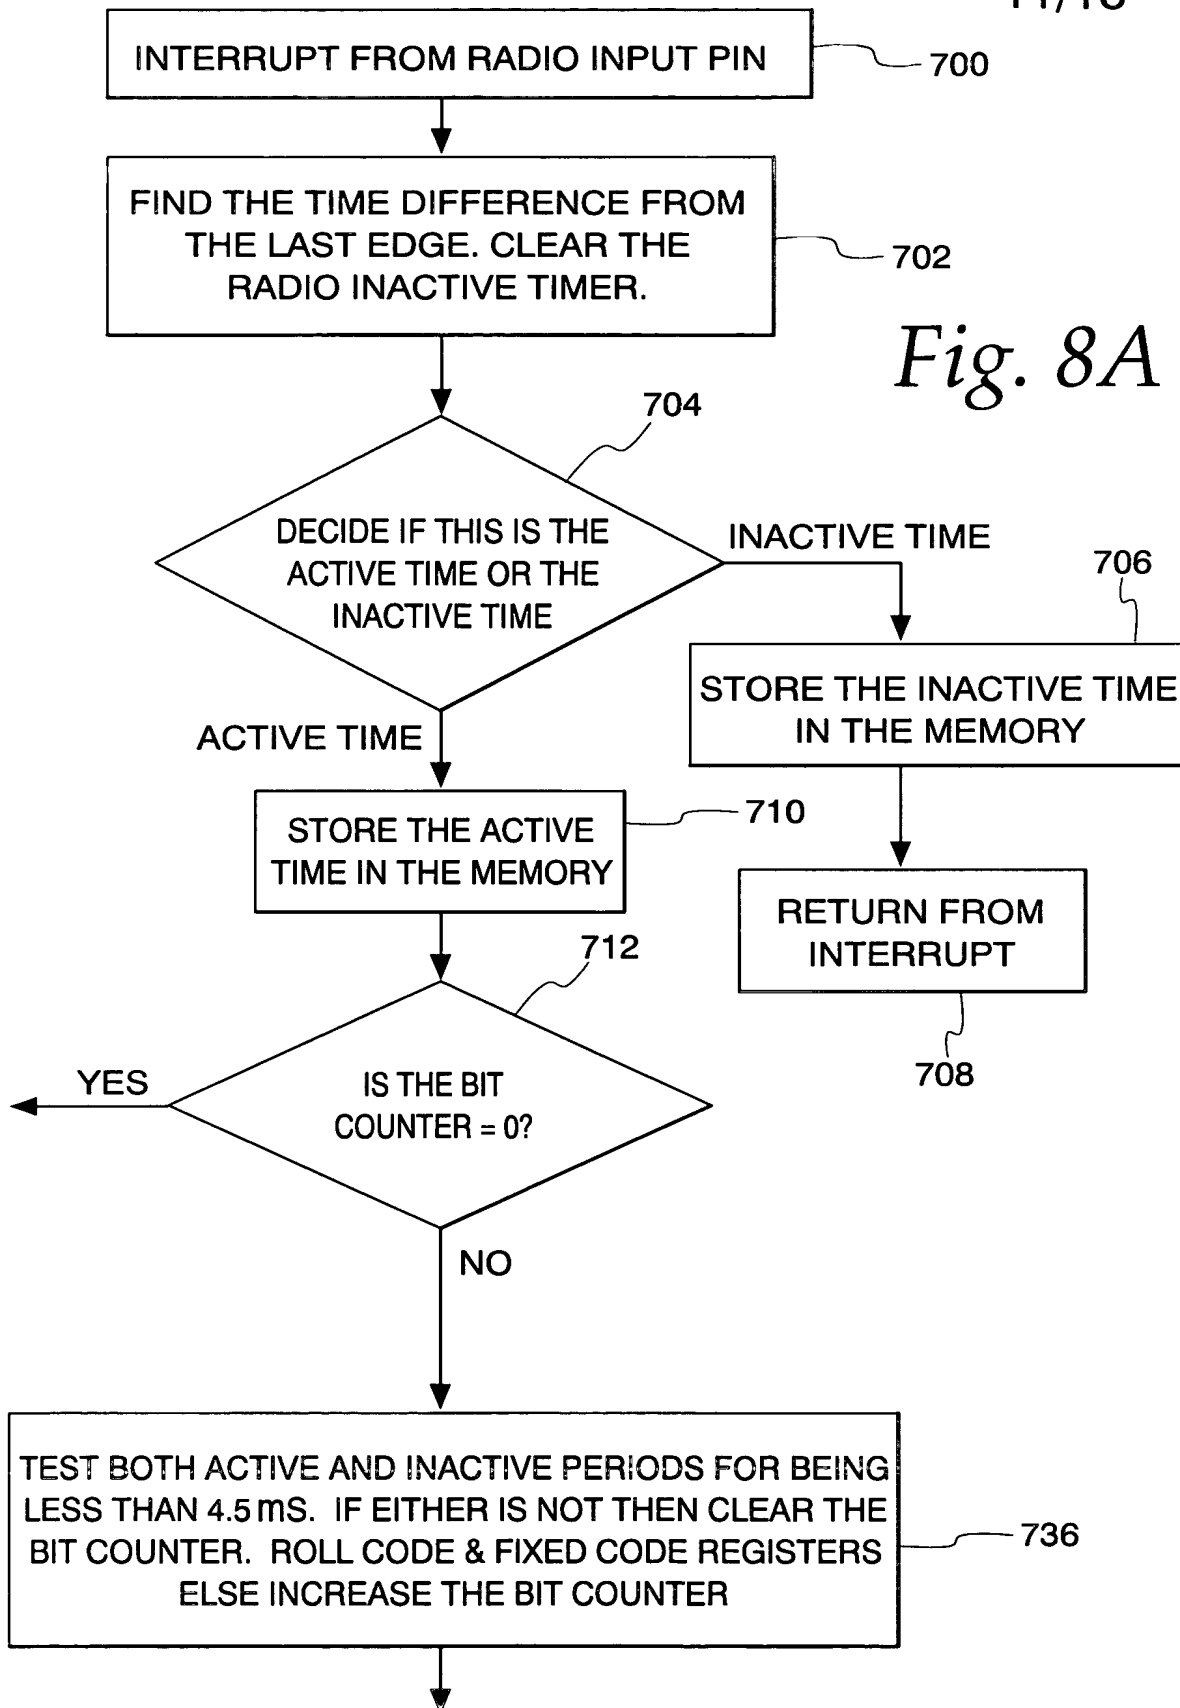 INTERRUPT FROM RADIO INPUT PIN
700
FIND THE TIME DIFFERENCE FROM
THE LAST EDGE. CLEAR THE
RADIO INACTIVE TIMER.
702
Fig. 8A
704
DECIDE IF THIS IS THE
ACTIVE TIME OR THE
INACTIVE TIME
INACTIVE TIME
706
STORE THE INACTIVE TIME
IN THE MEMORY
ACTIVE TIME
710
STORE THE ACTIVE
TIME IN THE MEMORY
RETURN FROM
INTERRUPT
708
712
YES
IS THE BIT
COUNTER = 0?
NO
TEST BOTH ACTIVE AND INACTIVE PERIODS FOR BEING
LESS THAN 4.5 mS. IF EITHER IS NOT THEN CLEAR THE
BIT COUNTER. ROLL CODE & FIXED CODE REGISTERS
ELSE INCREASE THE BIT COUNTER
736